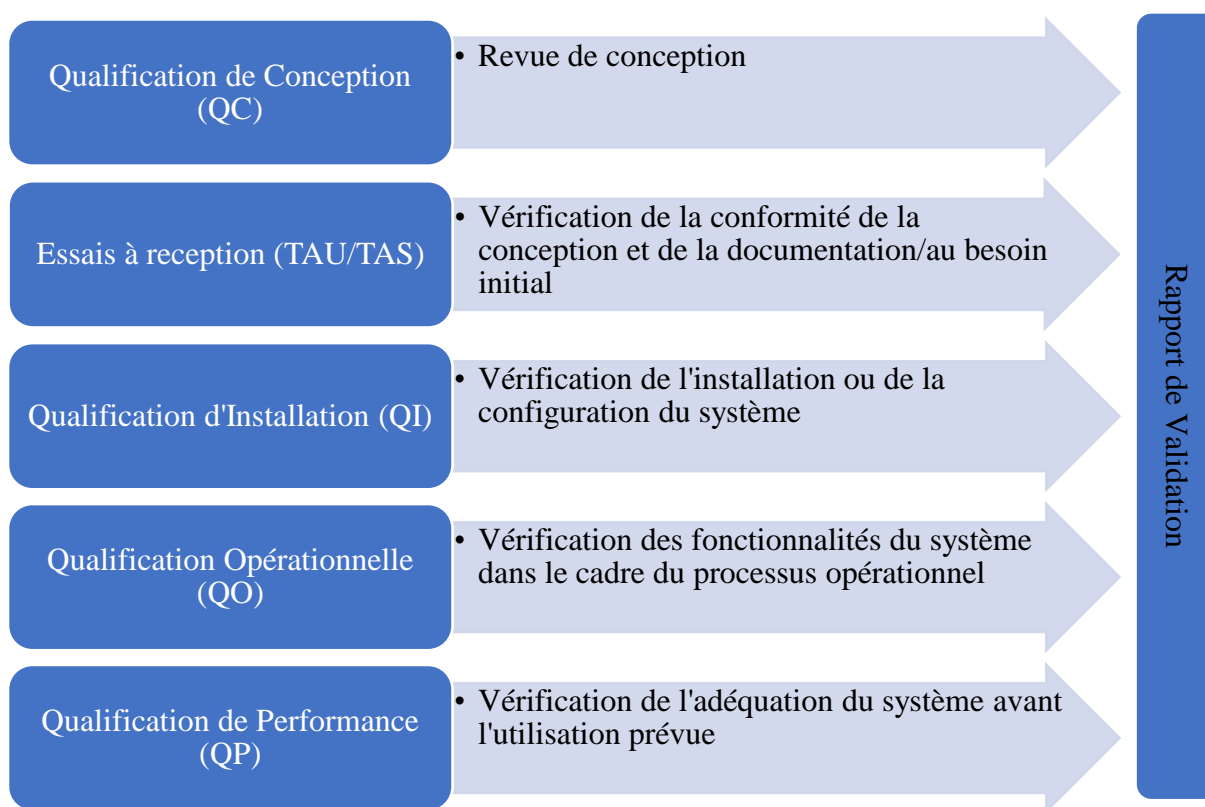 Qualification de Conception
(QC)
• Revue de conception
Essais à reception (TAU/TAS)
• Vérification de la conformité de la
conception et de la documentation/au besoin
initial
Qualification d'Installation (QI)
• Vérification de l'installation ou de la
configuration du système
Qualification Opérationnelle
(QO)
• Vérification des fonctionnalités du système
dans le cadre du processus opérationnel
Qualification de Performance
(QP)
• Vérification de l'adéquation du système avant
l'utilisation prévue
Rapport de Validation